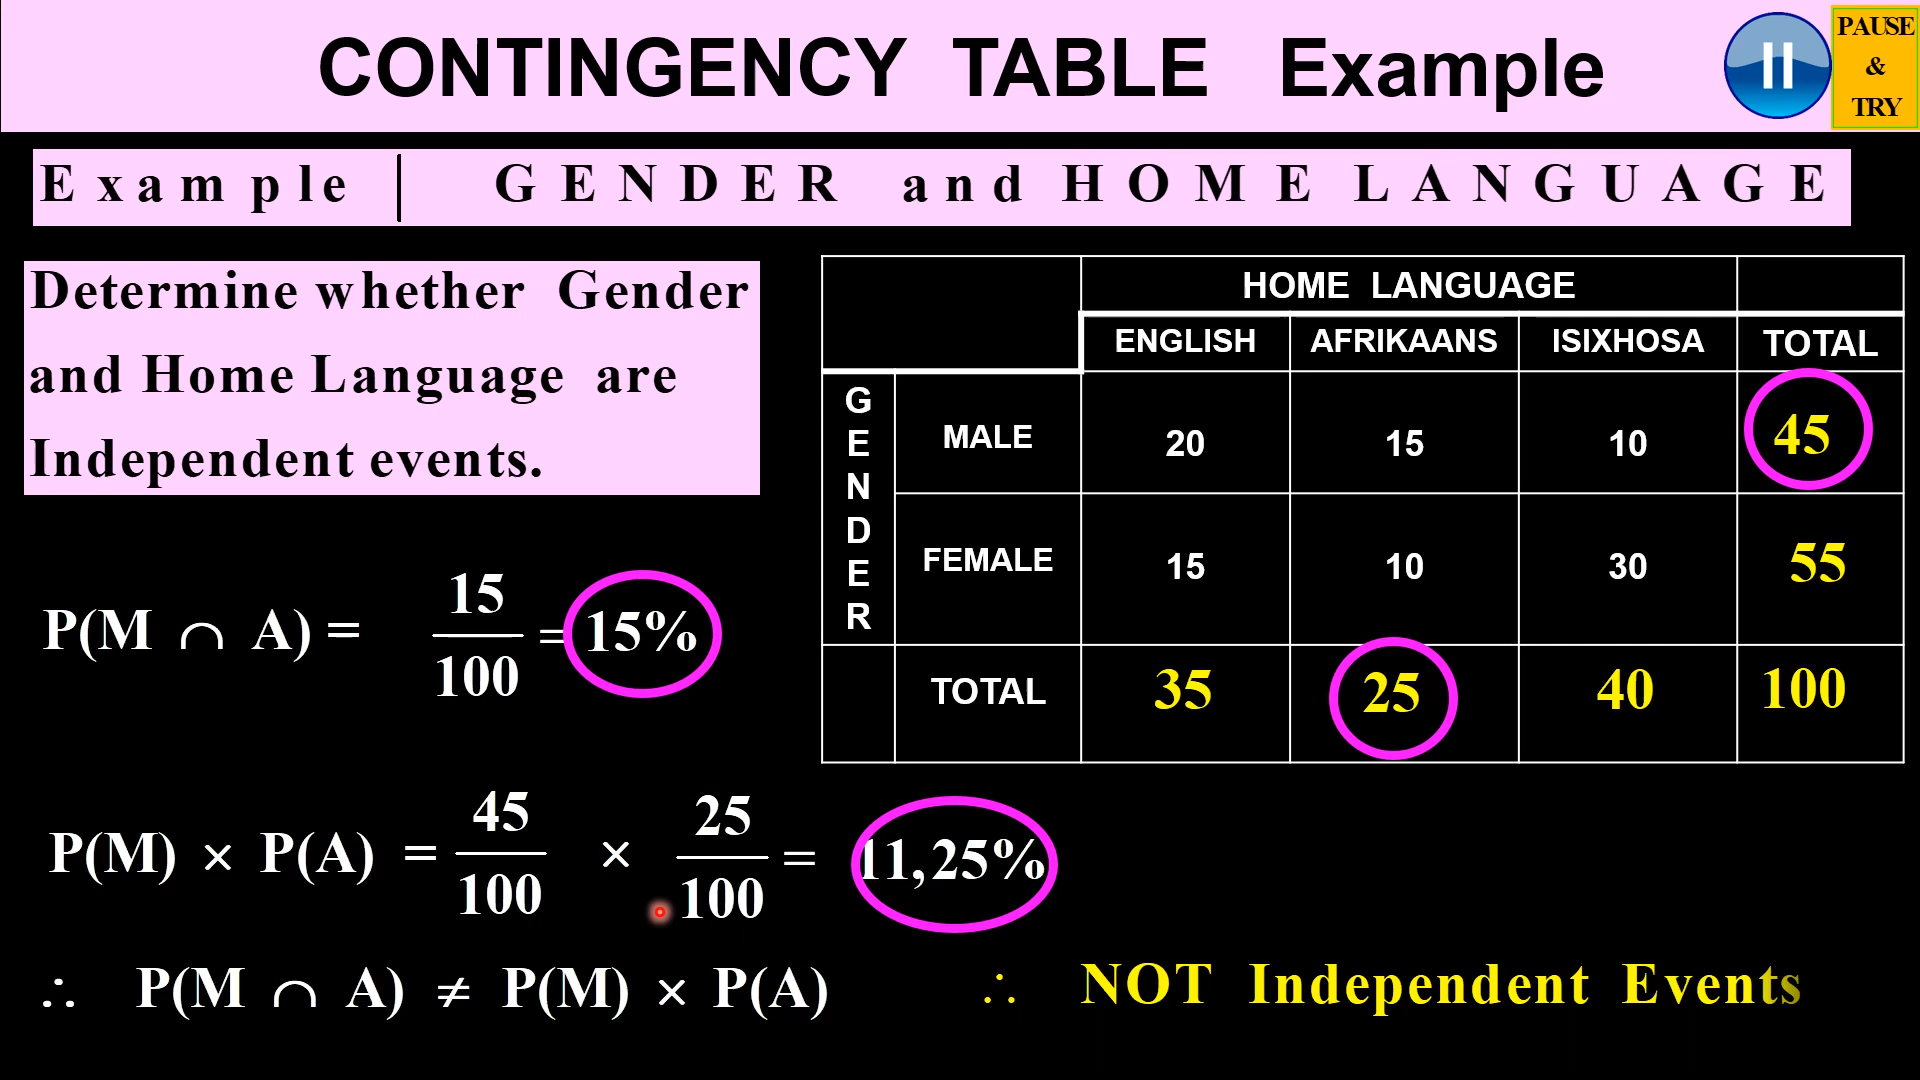 CONTINGENCY TABLE Example
PAUSE
&
TRY
Example | GENDER and HOME LANGUAGE
Determine whether Gender
and Home Language are
Independent events.
HOME LANGUAGE
ENGLISH AFRIKAANS ISIXHOSA TOTAL
GENDER
MALE 20 15 10 45
FEMALE 15 10 30 55
TOTAL 35 25 40 100
P(M ∩ A) = 15/100 = 15%
P(M) × P(A) = 45/100 × 25/100 = 11,25%
∴ P(M ∩ A) ≠ P(M) × P(A) ∴ NOT Independent Events